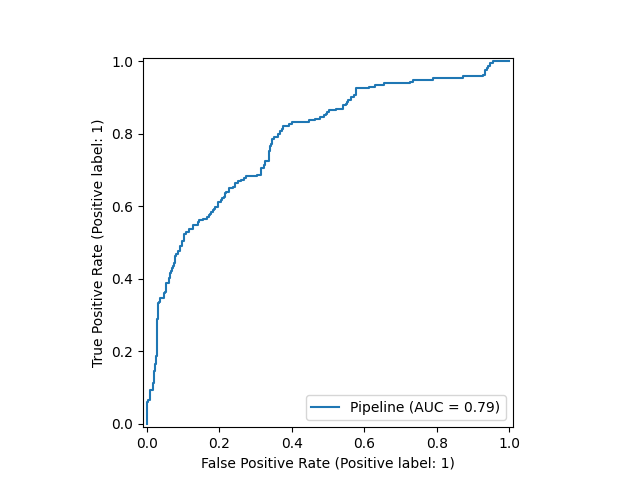 1.0
0.8
0.6
0.4
0.2
0.0
True Positive Rate (Positive label: 1)
Pipeline (AUC = 0.79)
0.0 0.2 0.4 0.6 0.8 1.0
False Positive Rate (Positive label: 1)